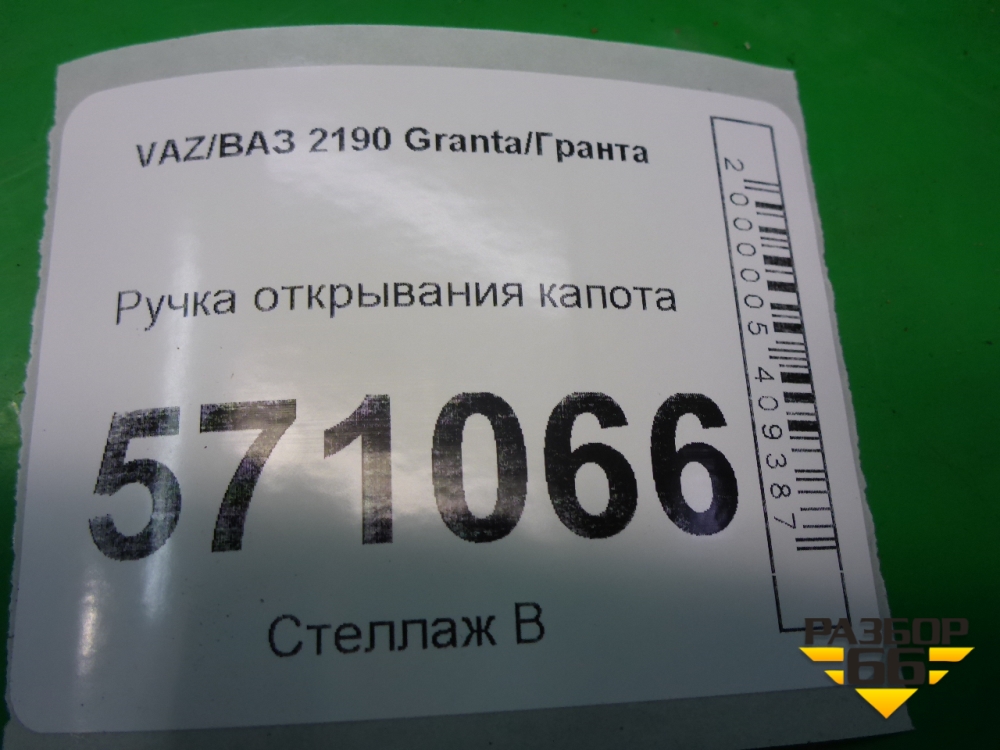 VAZ/ВАЗ 2190 Granta/Гранта
Ручка открывания капота
571066
Стеллаж В
2000005409387
РАЗБОР
66